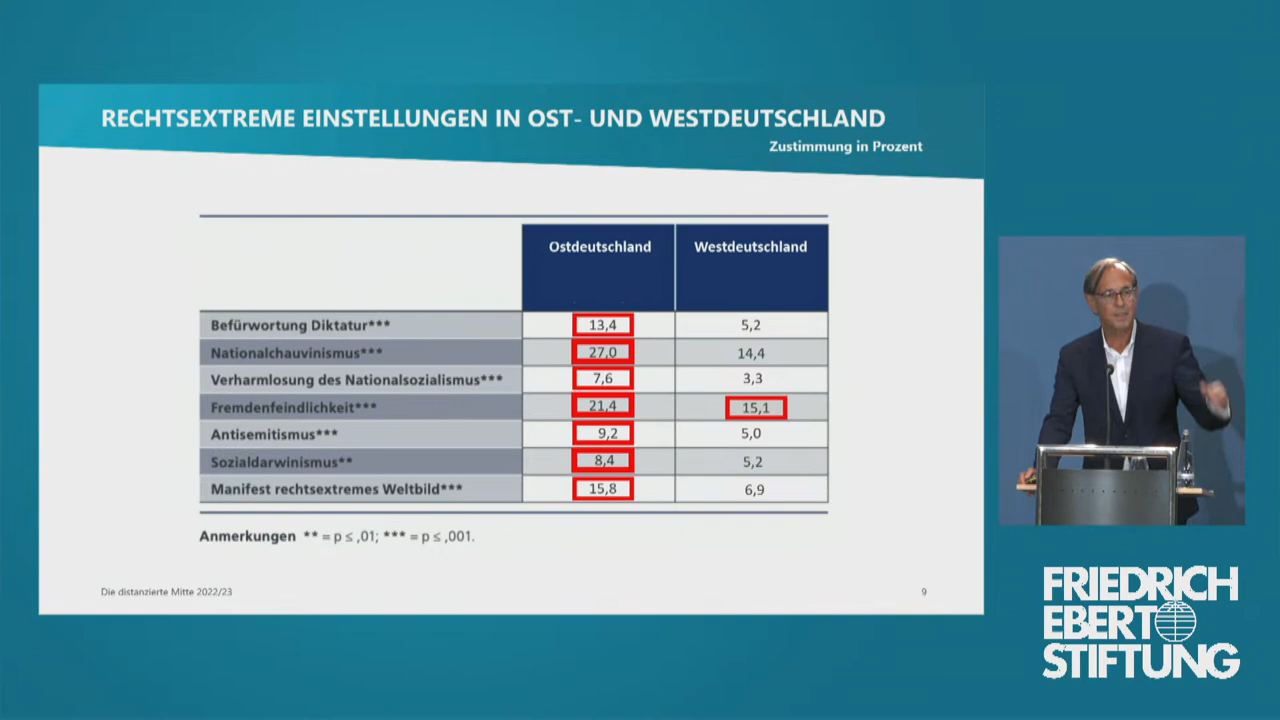 RECHTSEXTREME EINSTELLUNGEN IN OST- UND WESTDEUTSCHLAND
Zustimmung in Prozent
Ostdeutschland Westdeutschland
Befürwortung Diktatur*** 13,4 5,2
Nationalchauvinismus*** 27,0 14,4
Verharmlosung des Nationalsozialismus*** 7,6 3,3
Fremdenfeindlichkeit*** 21,4 15,1
Antisemitismus*** 9,2 5,0
Sozialdarwinismus** 8,4 5,2
Manifest rechtsextremes Weltbild*** 15,8 6,9
Anmerkungen ** = p ≤ ,01; *** = p ≤ ,001.
Die distanzierte Mitte 2022/23 9
FRIEDRICH
EBERT
STIFTUNG